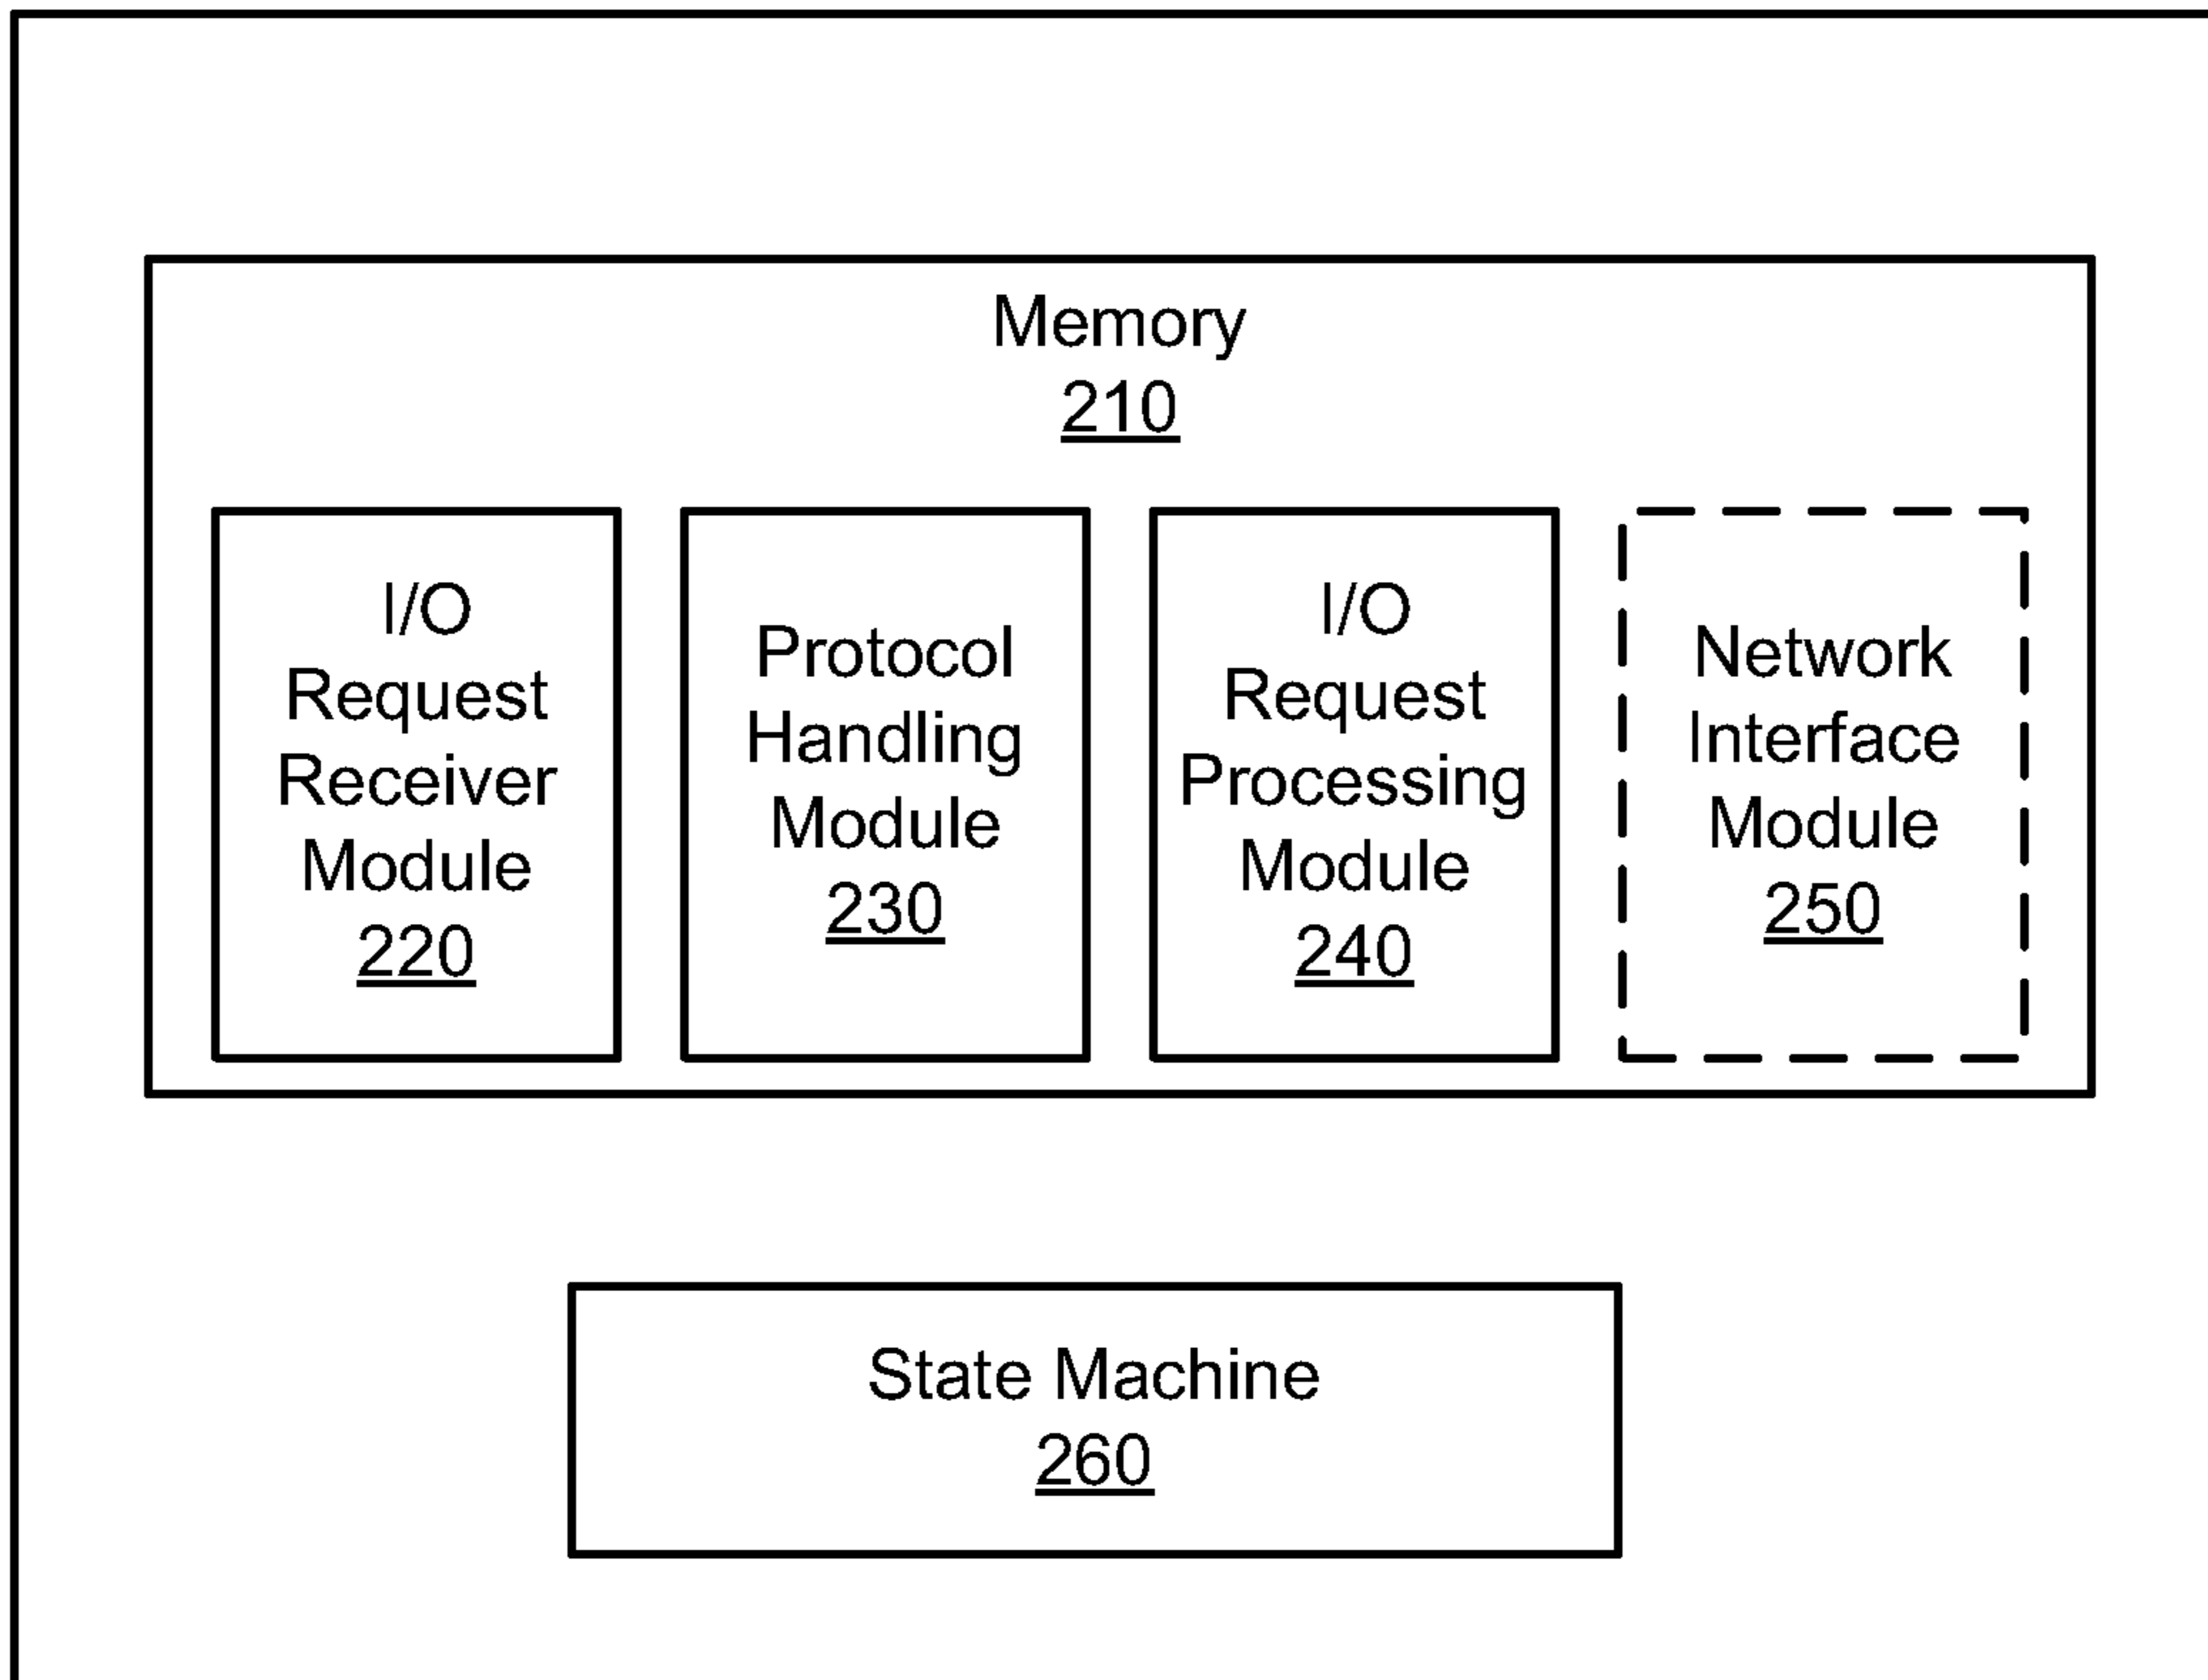 Memory
210
I/O
Request
Receiver
Module
220
Protocol
Handling
Module
230
I/O
Request
Processing
Module
240
Network
Interface
Module
250
State Machine
260